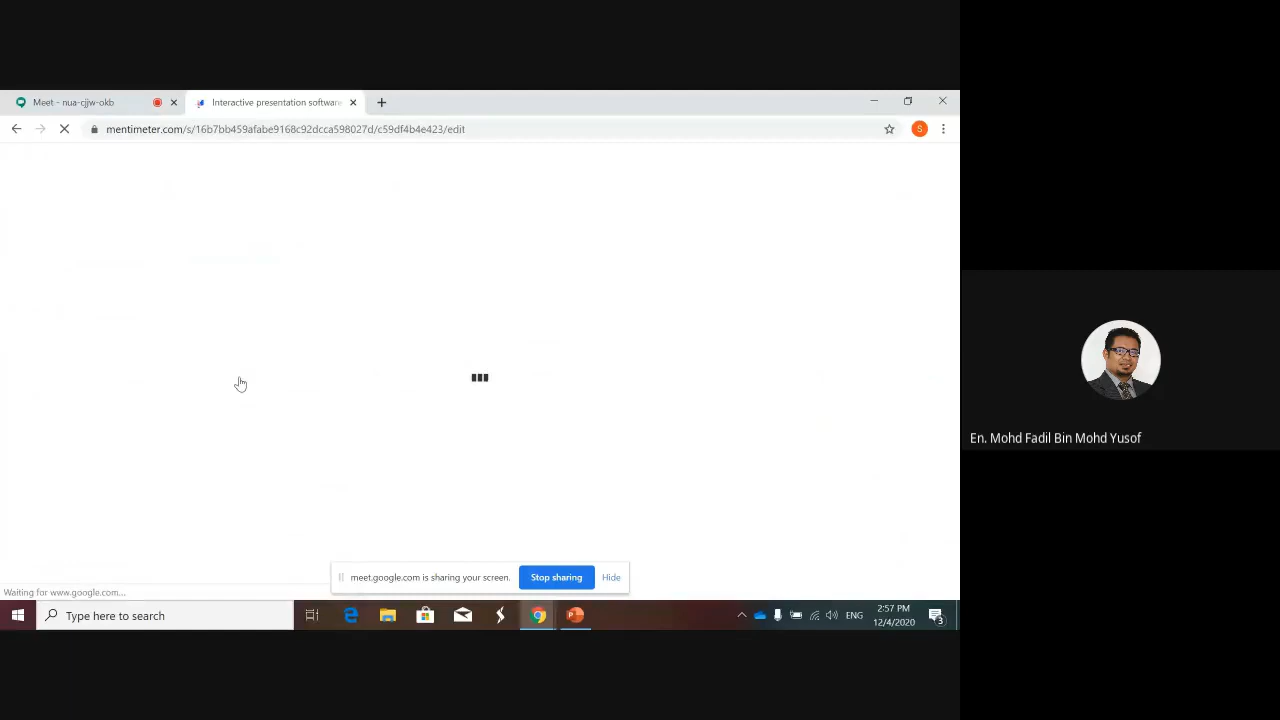 Meet - nua-cjjw-okb
Interactive presentation software
mentimeter.com/s/16b7bb459afabe9168c92dcca598027d/c59df4b4e423/edit
S
En. Mohd Fadil Bin Mohd Yusof
meet.google.com is sharing your screen.
Stop sharing
Hide
Waiting for www.google.com...
Type here to search
ENG
2:57 PM
12/4/2020
3